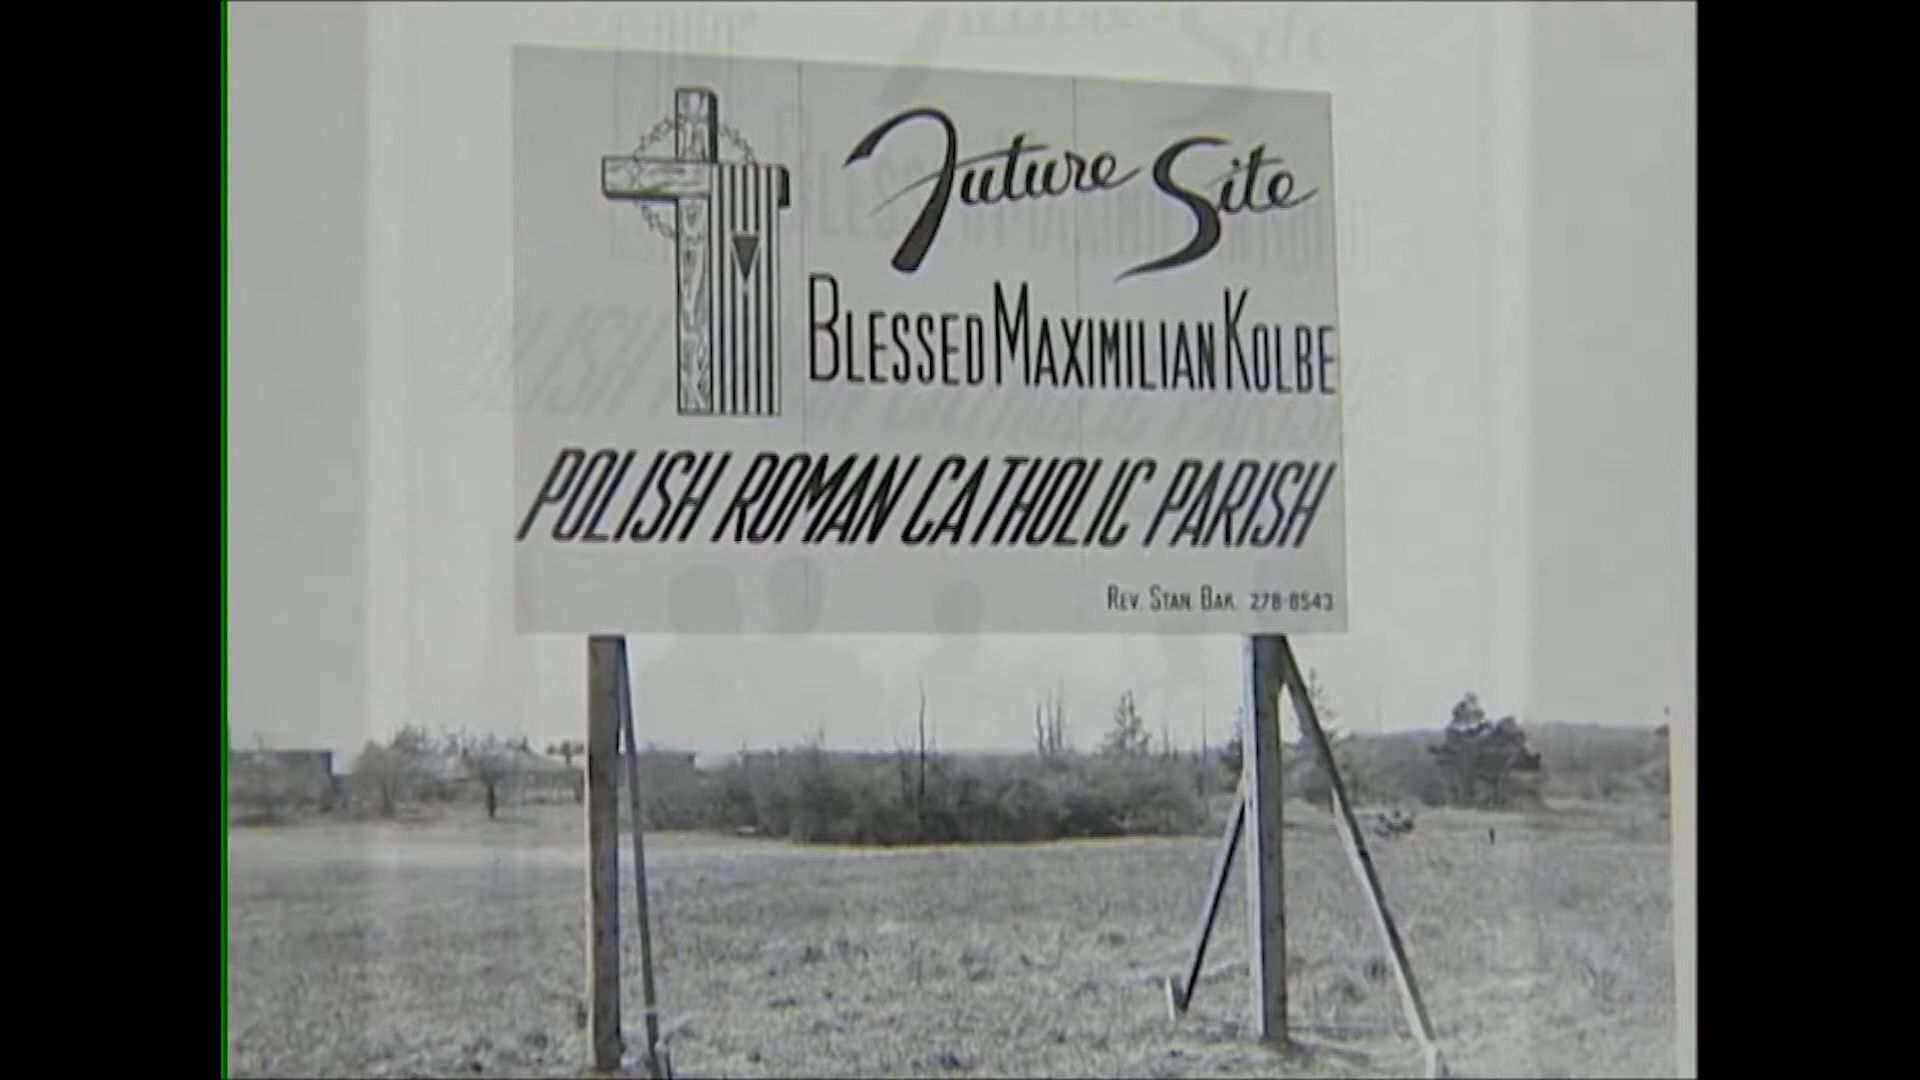 Future Site
BLESSED MAXIMILIAN KOLBE
POLISH ROMAN CATHOLIC PARISH
REV. STAN. BAK. 278-8543